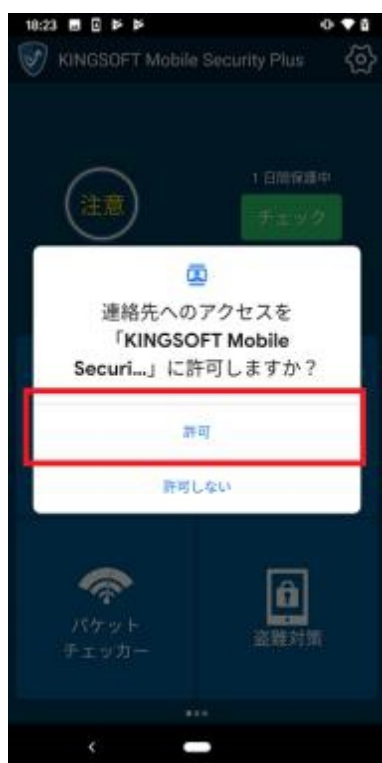 18:23
KINGSOFT Mobile Security Plus
1 日間保護中
注意
チェック
連絡先へのアクセスを
「KINGSOFT Mobile
Securi...」に許可しますか？
許可
許可しない
パケット
チェッカー
盗難対策